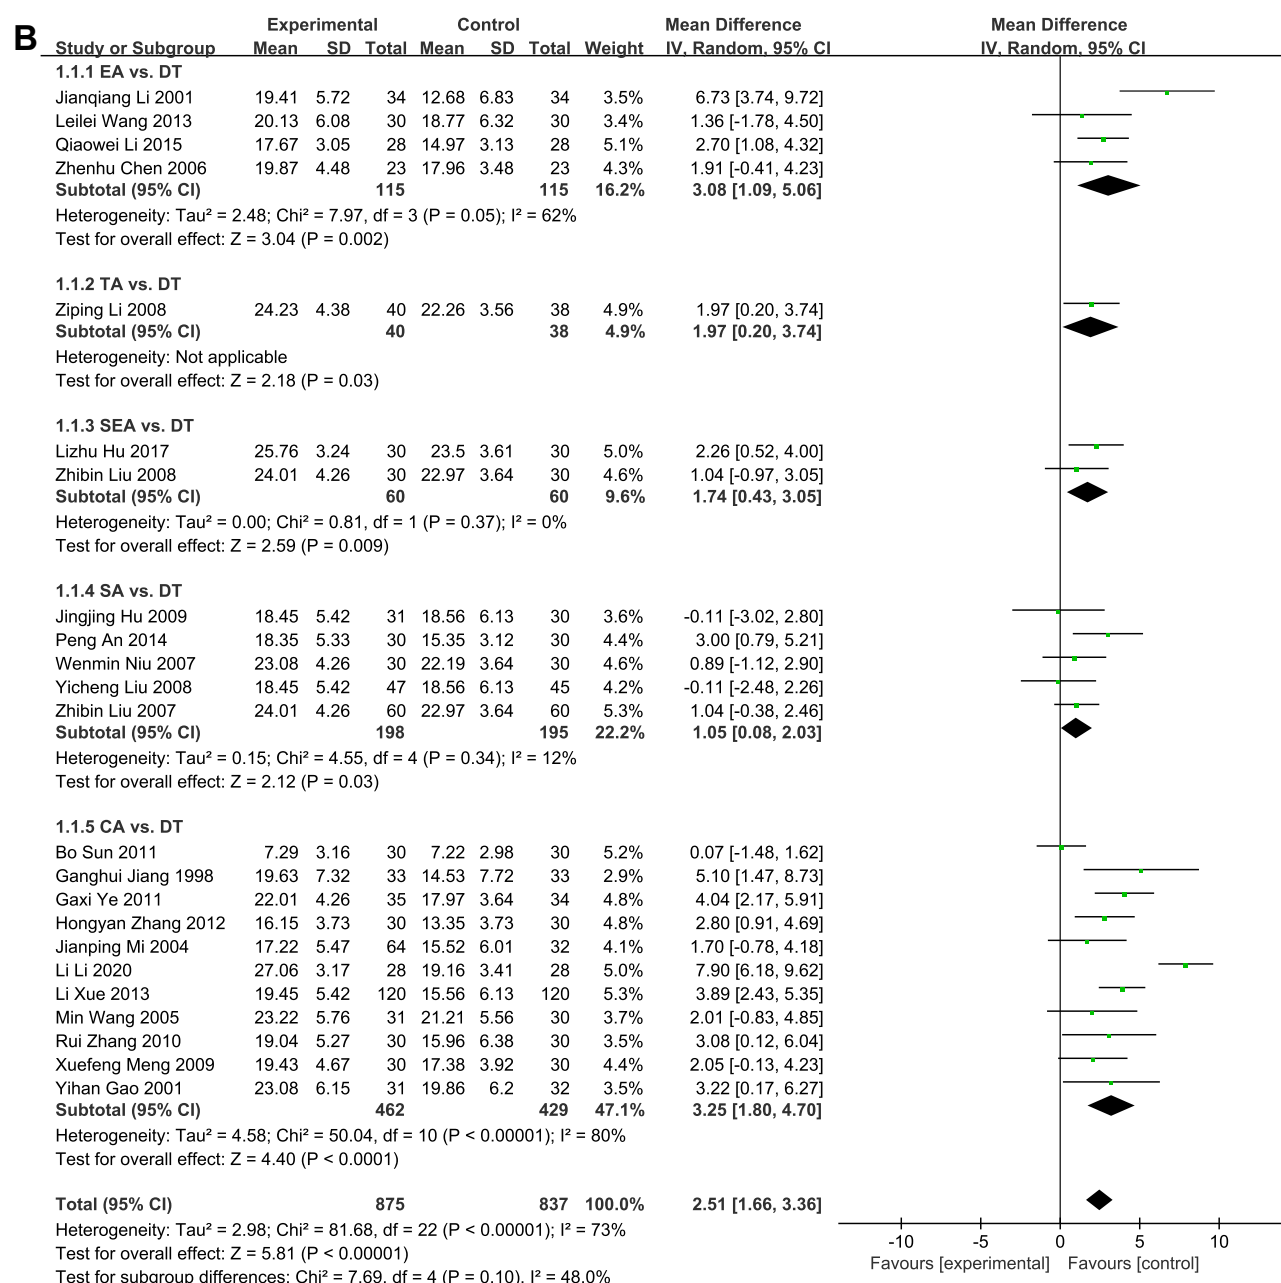 B
Experimental Control Mean Difference Mean Difference
Study or Subgroup Mean SD Total Mean SD Total Weight IV, Random, 95% CI IV, Random, 95% CI
1.1.1 EA vs. DT
Jianqiang Li 2001 19.41 5.72 34 12.68 6.83 34 3.5% 6.73 [3.74, 9.72]
Leilei Wang 2013 20.13 6.08 30 18.77 6.32 30 3.4% 1.36 [-1.78, 4.50]
Qiaowei Li 2015 17.67 3.05 28 14.97 3.13 28 5.1% 2.70 [1.08, 4.32]
Zhenhu Chen 2006 19.87 4.48 23 17.96 3.48 23 4.3% 1.91 [-0.41, 4.23]
Subtotal (95% CI) 115 115 16.2% 3.08 [1.09, 5.06]
Heterogeneity: Tau² = 2.48; Chi² = 7.97, df = 3 (P = 0.05); I² = 62%
Test for overall effect: Z = 3.04 (P = 0.002)
1.1.2 TA vs. DT
Ziping Li 2008 24.23 4.38 40 22.26 3.56 38 4.9% 1.97 [0.20, 3.74]
Subtotal (95% CI) 40 38 4.9% 1.97 [0.20, 3.74]
Heterogeneity: Not applicable
Test for overall effect: Z = 2.18 (P = 0.03)
1.1.3 SEA vs. DT
Lizhu Hu 2017 25.76 3.24 30 23.5 3.61 30 5.0% 2.26 [0.52, 4.00]
Zhibin Liu 2008 24.01 4.26 30 22.97 3.64 30 4.6% 1.04 [-0.97, 3.05]
Subtotal (95% CI) 60 60 9.6% 1.74 [0.43, 3.05]
Heterogeneity: Tau² = 0.00; Chi² = 0.81, df = 1 (P = 0.37); I² = 0%
Test for overall effect: Z = 2.59 (P = 0.009)
1.1.4 SA vs. DT
Jingjing Hu 2009 18.45 5.42 31 18.56 6.13 30 3.6% -0.11 [-3.02, 2.80]
Peng An 2014 18.35 5.33 30 15.35 3.12 30 4.4% 3.00 [0.79, 5.21]
Wenmin Niu 2007 23.08 4.26 30 22.19 3.64 30 4.6% 0.89 [-1.12, 2.90]
Yicheng Liu 2008 18.45 5.42 47 18.56 6.13 45 4.2% -0.11 [-2.48, 2.26]
Zhibin Liu 2007 24.01 4.26 60 22.97 3.64 60 5.3% 1.04 [-0.38, 2.46]
Subtotal (95% CI) 198 195 22.2% 1.05 [0.08, 2.03]
Heterogeneity: Tau² = 0.15; Chi² = 4.55, df = 4 (P = 0.34); I² = 12%
Test for overall effect: Z = 2.12 (P = 0.03)
1.1.5 CA vs. DT
Bo Sun 2011 7.29 3.16 30 7.22 2.98 30 5.2% 0.07 [-1.48, 1.62]
Ganghui Jiang 1998 19.63 7.32 33 14.53 7.72 33 2.9% 5.10 [1.47, 8.73]
Gaxi Ye 2011 22.01 4.26 35 17.97 3.64 34 4.8% 4.04 [2.17, 5.91]
Hongyan Zhang 2012 16.15 3.73 30 13.35 3.73 30 4.8% 2.80 [0.91, 4.69]
Jianping Mi 2004 17.22 5.47 64 15.52 6.01 32 4.1% 1.70 [-0.78, 4.18]
Li Li 2020 27.06 3.17 28 19.16 3.41 28 5.0% 7.90 [6.18, 9.62]
Li Xue 2013 19.45 5.42 120 15.56 6.13 120 5.3% 3.89 [2.43, 5.35]
Min Wang 2005 23.22 5.76 31 21.21 5.56 30 3.7% 2.01 [-0.83, 4.85]
Rui Zhang 2010 19.04 5.27 30 15.96 6.38 30 3.5% 3.08 [0.12, 6.04]
Xuefeng Meng 2009 19.43 4.67 30 17.38 3.92 30 4.4% 2.05 [-0.13, 4.23]
Yihan Gao 2001 23.08 6.15 31 19.86 6.2 32 3.5% 3.22 [0.17, 6.27]
Subtotal (95% CI) 462 429 47.1% 3.25 [1.80, 4.70]
Heterogeneity: Tau² = 4.58; Chi² = 50.04, df = 10 (P < 0.00001); I² = 80%
Test for overall effect: Z = 4.40 (P < 0.0001)
Total (95% CI) 875 837 100.0% 2.51 [1.66, 3.36]
Heterogeneity: Tau² = 2.98; Chi² = 81.68, df = 22 (P < 0.00001); I² = 73%
Test for overall effect: Z = 5.81 (P < 0.00001)
Test for subgroup differences: Chi² = 7.69, df = 4 (P = 0.10), I² = 48.0%
-10 -5 0 5 10
Favours [experimental] Favours [control]